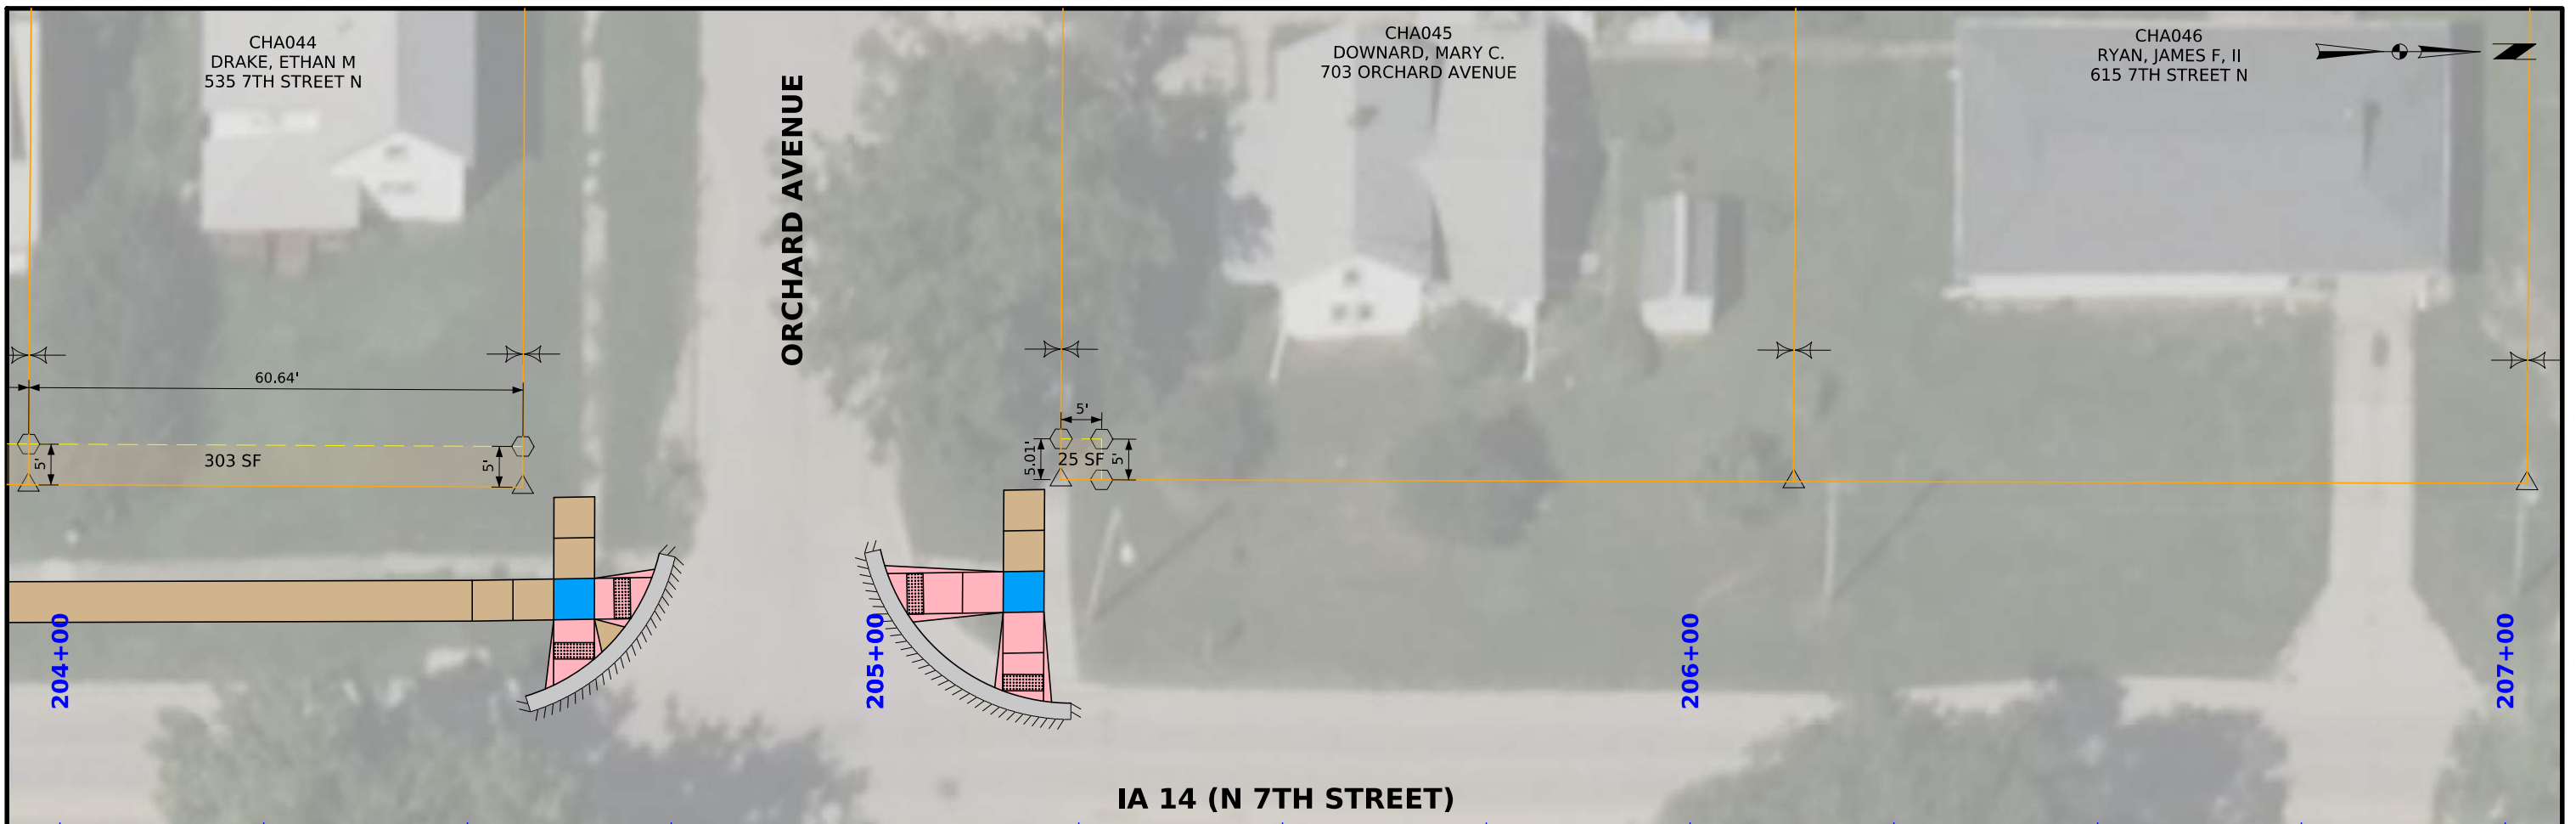 CHA044
DRAKE, ETHAN M
535 7TH STREET N
CHA045
DOWNARD, MARY C.
703 ORCHARD AVENUE
CHA046
RYAN, JAMES F, II
615 7TH STREET N
ORCHARD AVENUE
60.64'
5'
303 SF
5'
5'
5.01'
25 SF
5'
204+00
205+00
206+00
207+00
IA 14 (N 7TH STREET)